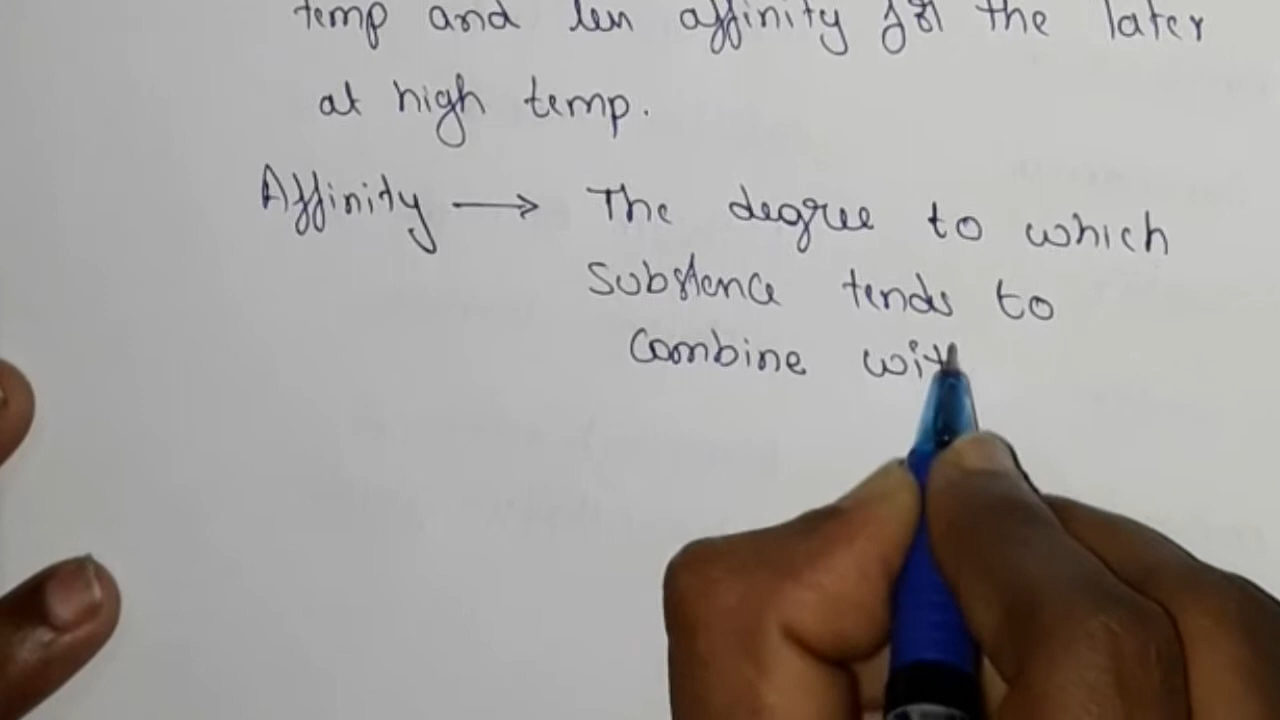 temp and less affinity for the later
at high temp.
Affinity → The degree to which
substance tends to
combine wit